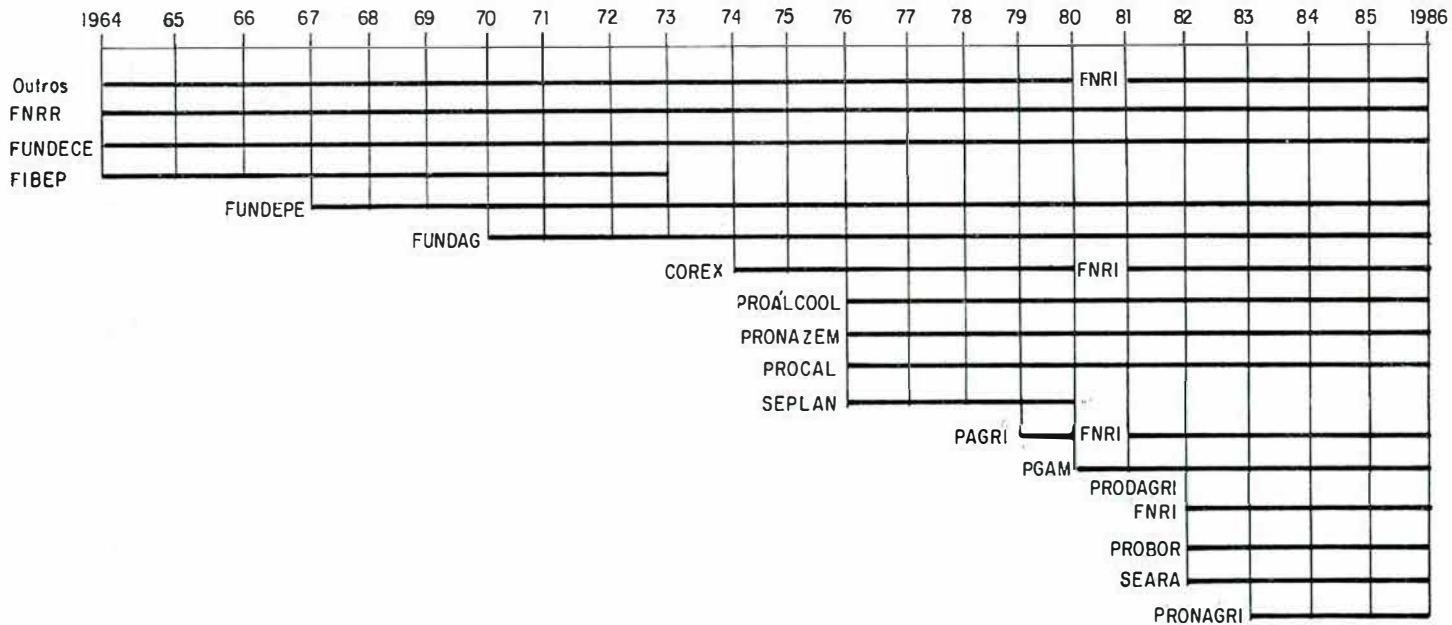 1964 65 66 67 68 69 70 71 72 73 74 75 76 77 78 79 80 81 82 83 84 85 1986
Outros FNRI
FNRR
FUNDECE
FIBEP
FUNDEPE
FUNDAG
COREX FNRI
PROÁLCOOL
PRONAZEM
PROCAL
SEPLAN
PAGRI FNRI
PGAM
PRODAGRI
FNRI
PROBOR
SEARA
PRONAGRI